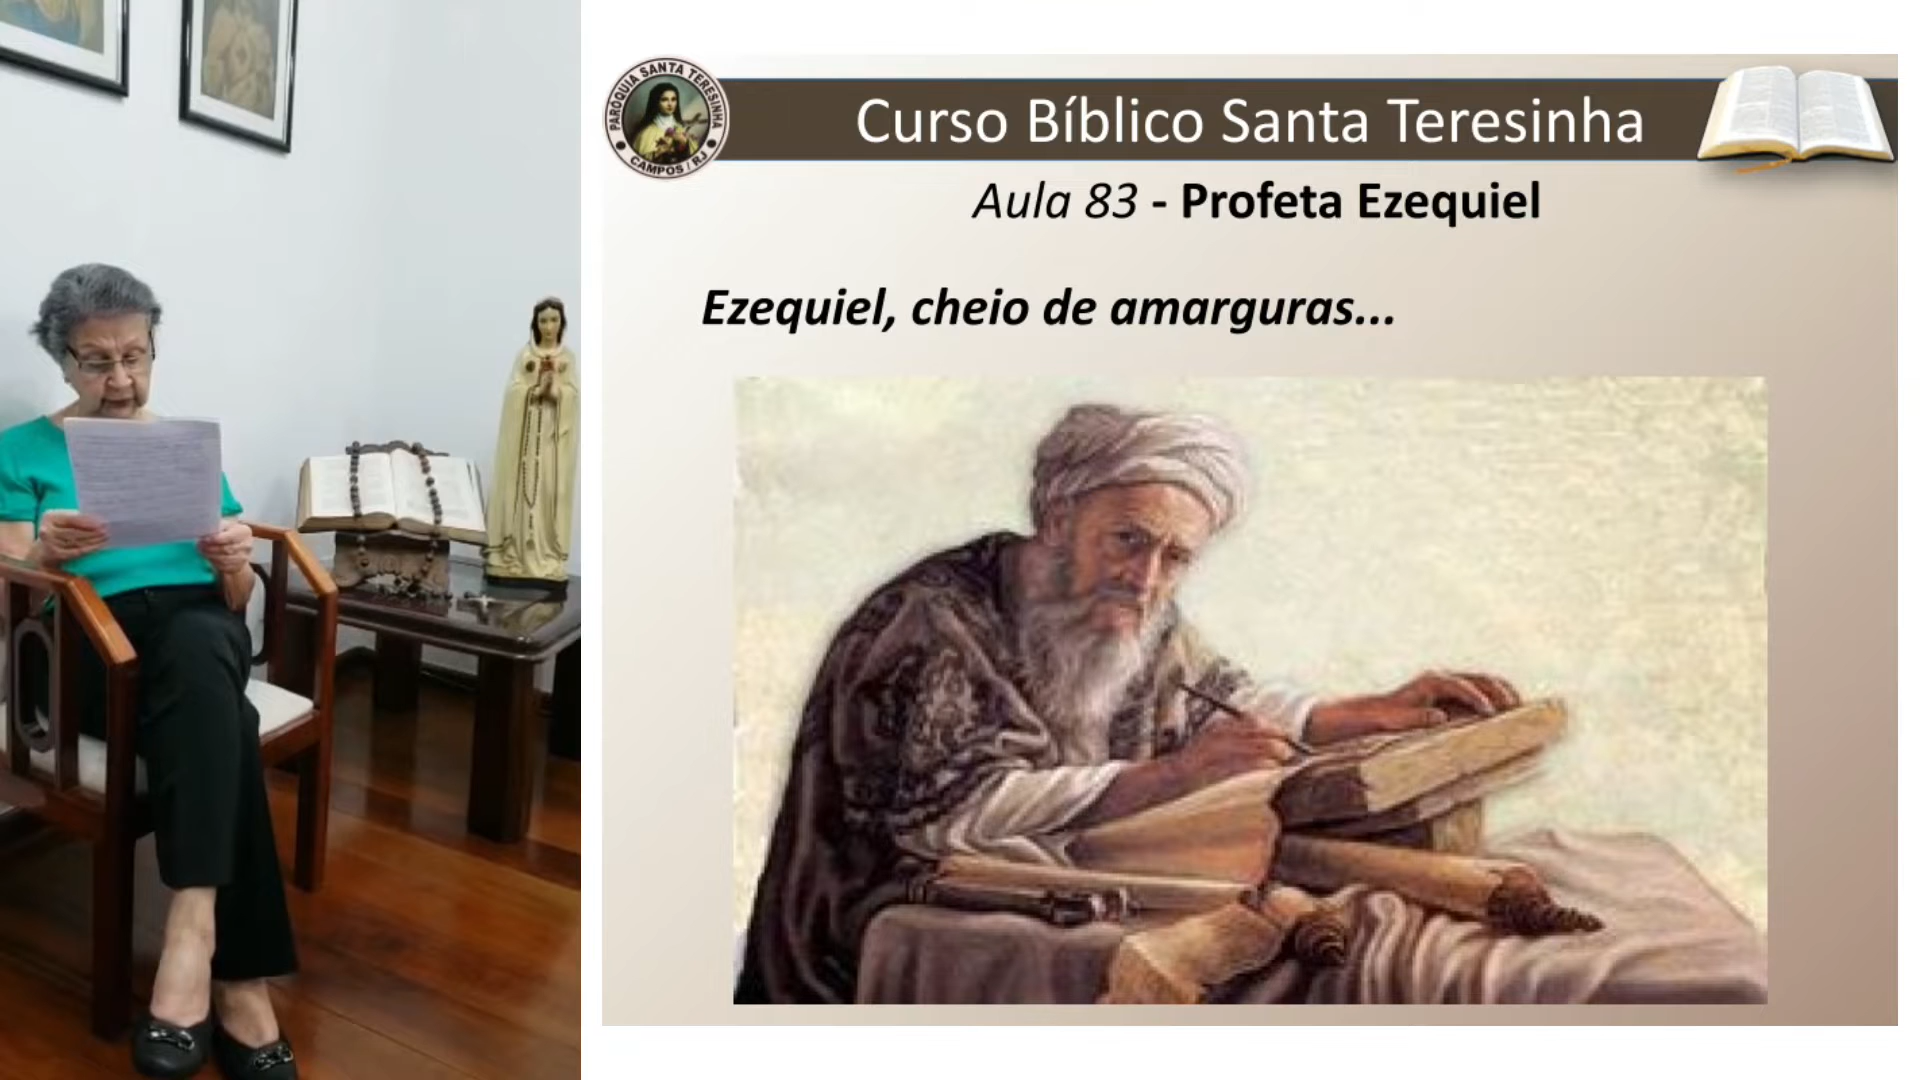 PARÓQUIA SANTA TERESINHA
CAMPOS / RJ
Curso Bíblico Santa Teresinha
Aula 83 - Profeta Ezequiel
Ezequiel, cheio de amarguras...